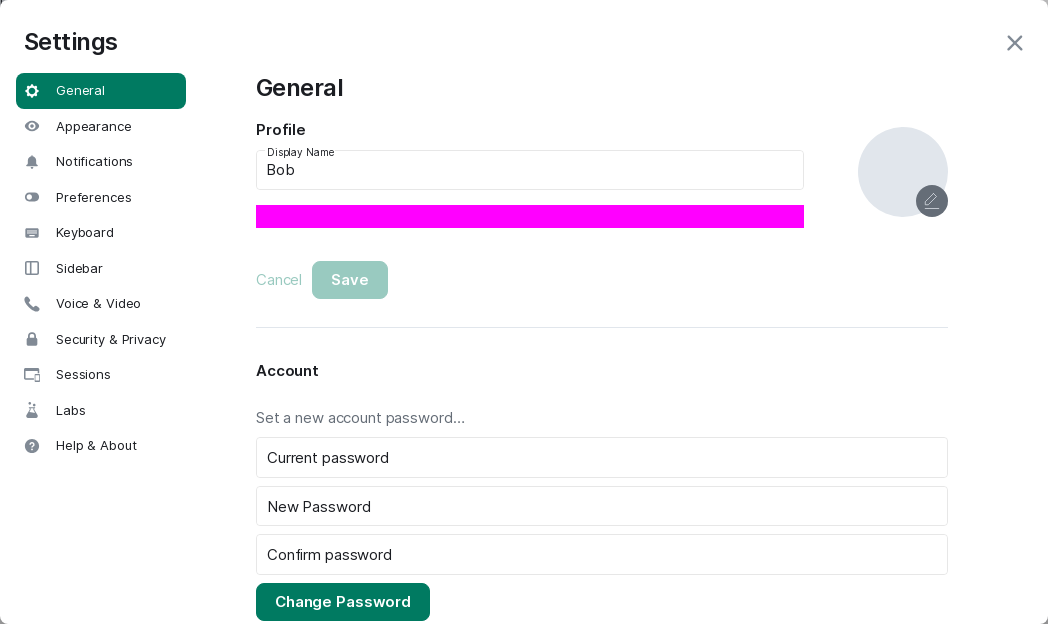 Settings
General
Appearance
Notifications
Preferences
Keyboard
Sidebar
Voice & Video
Security & Privacy
Sessions
Labs
Help & About
General
Profile
Display Name
Bob
Cancel
Save
Account
Set a new account password...
Current password
New Password
Confirm password
Change Password